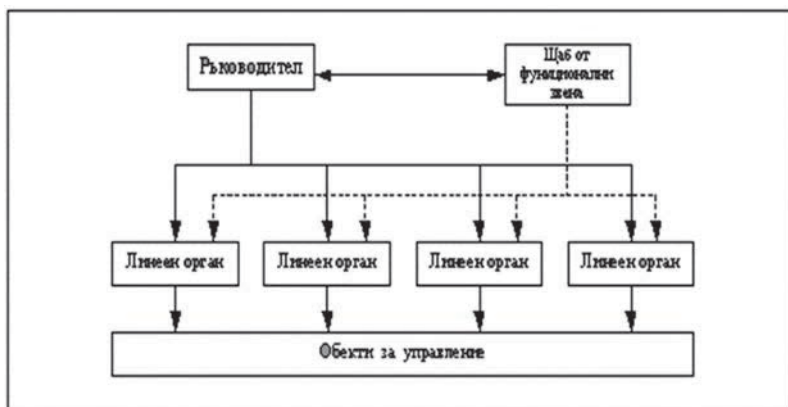 Ръководител
Щаб от
функционални
звена
Линеен орган
Линеен орган
Линеен орган
Линеен орган
Обекти за управление